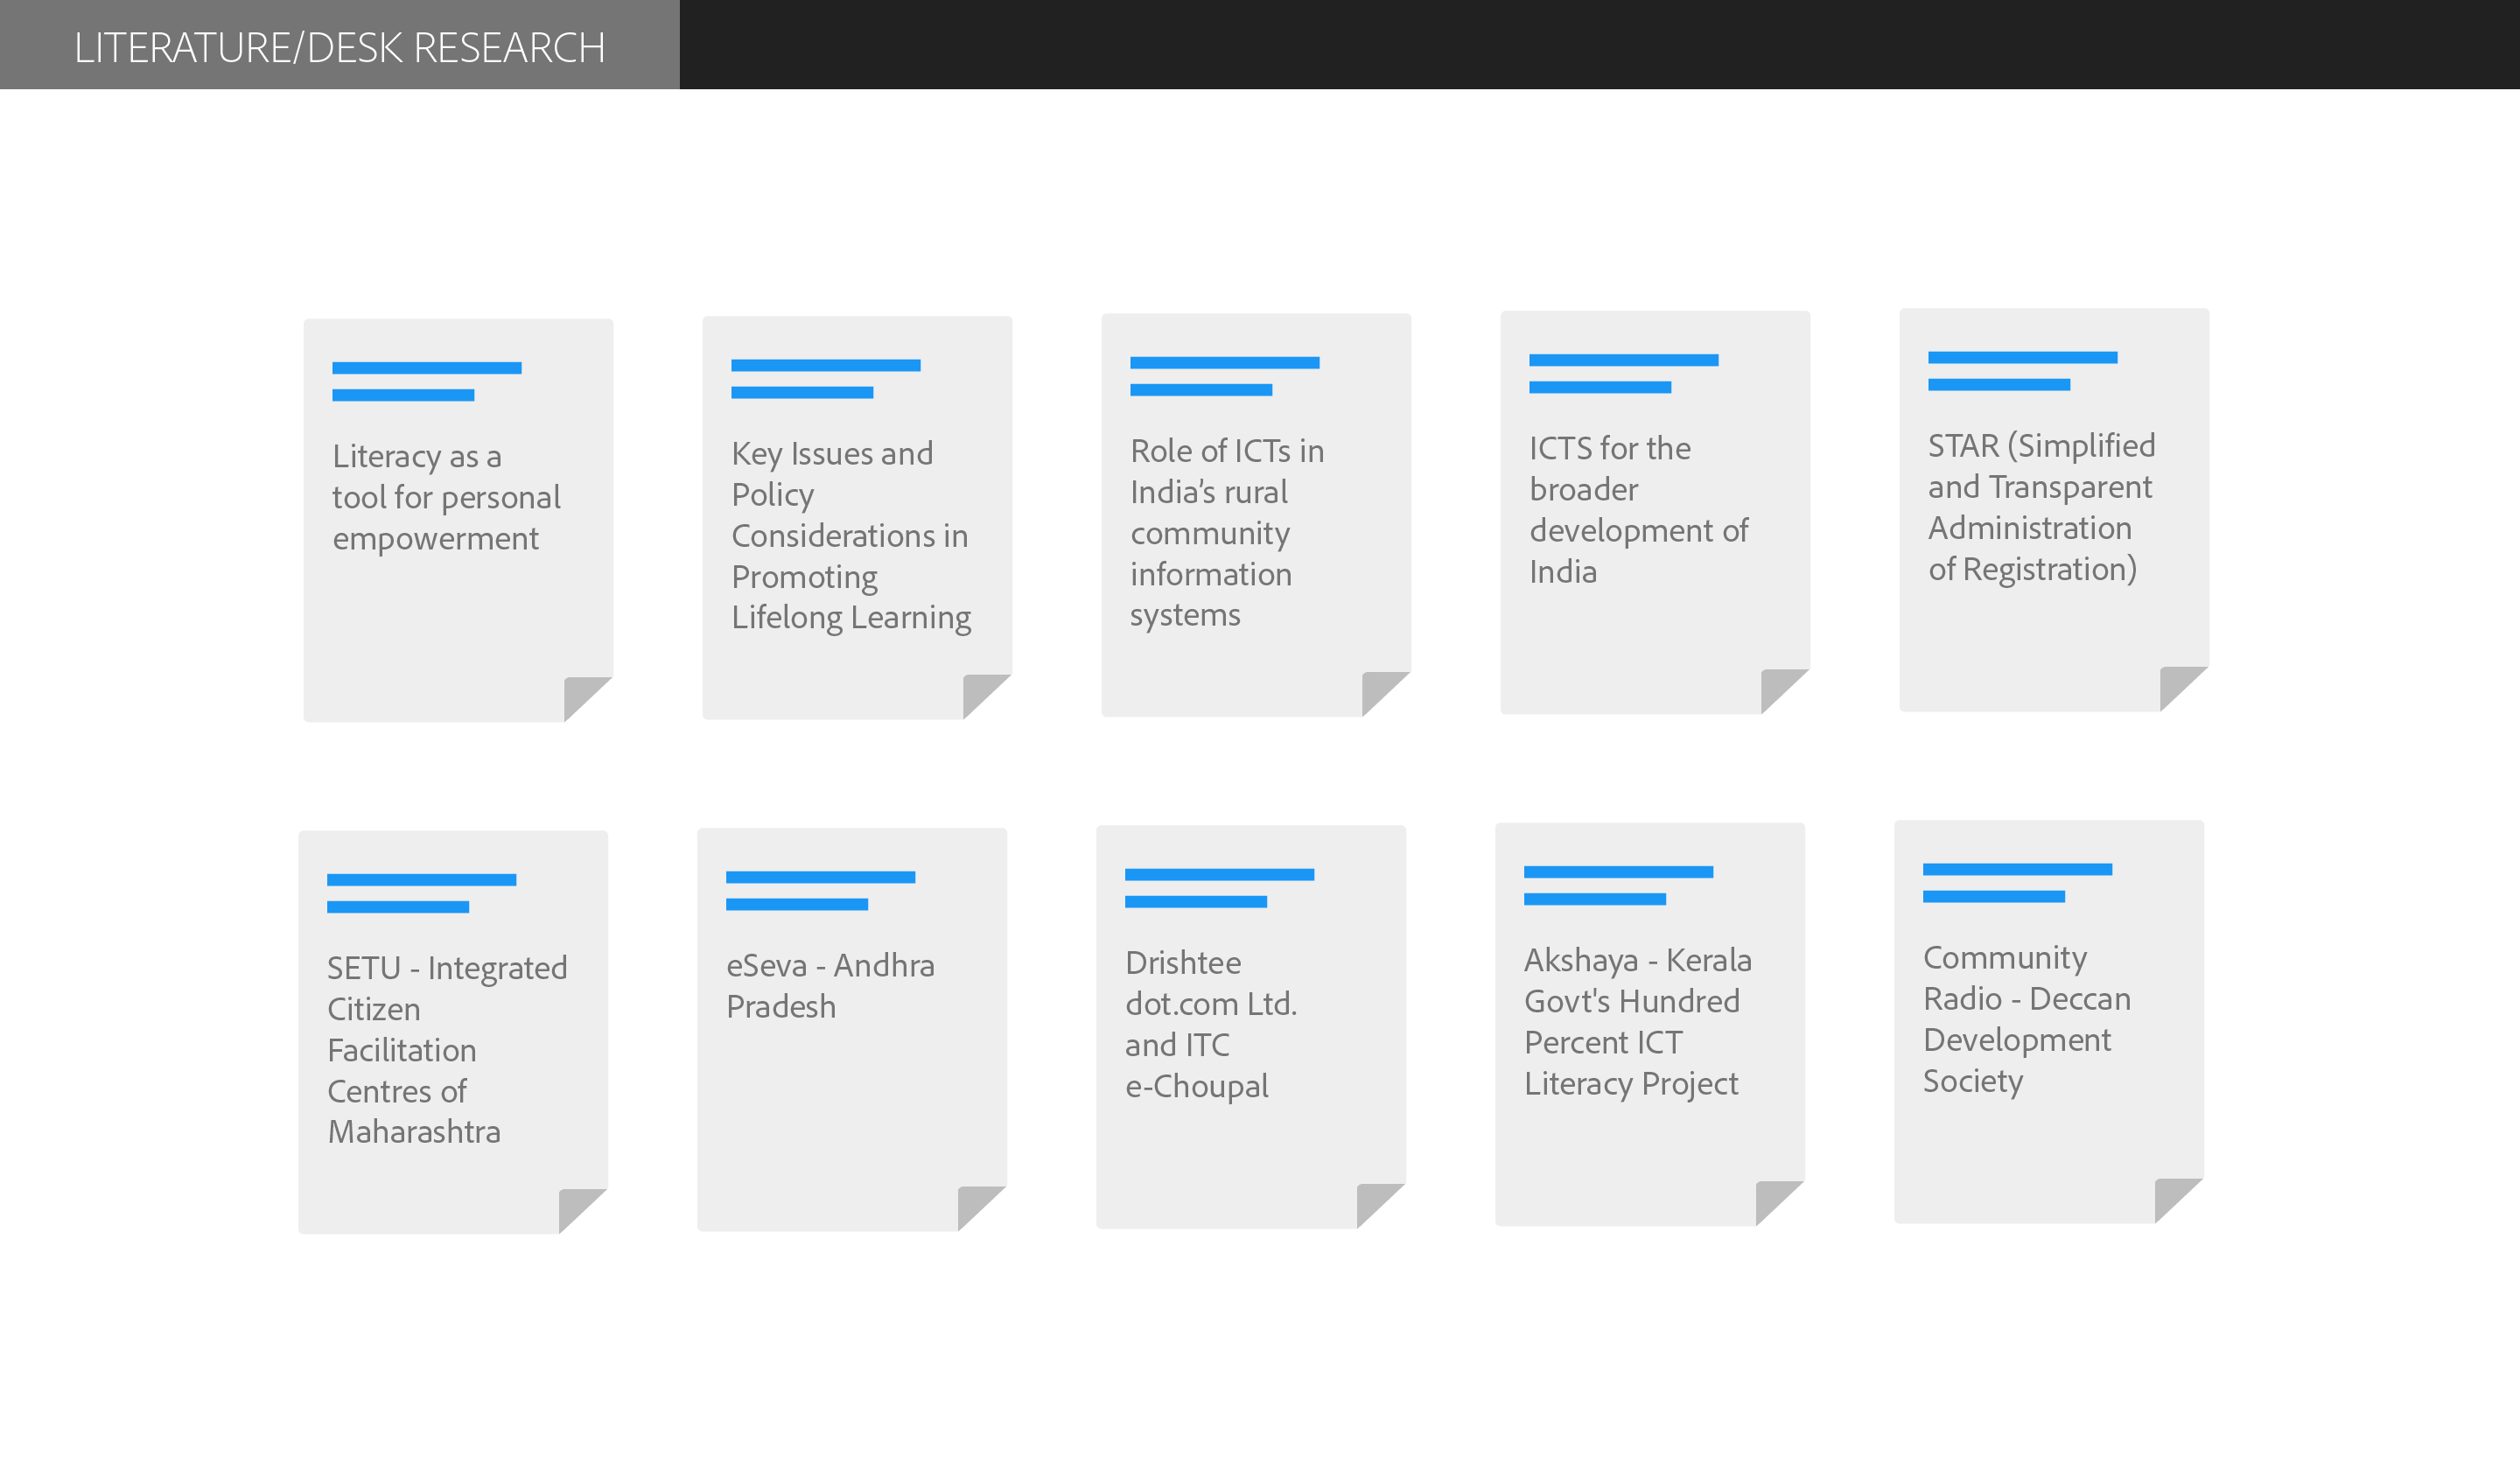 LITERATURE/DESK RESEARCH
Literacy as a
tool for personal
empowerment
Key Issues and
Policy
Considerations in
Promoting
Lifelong Learning
Role of ICTs in
India’s rural
community
information
systems
ICTS for the
broader
development of
India
STAR (Simplified
and Transparent
Administration
of Registration)
SETU - Integrated
Citizen
Facilitation
Centres of
Maharashtra
eSeva - Andhra
Pradesh
Drishtee
dot.com Ltd.
and ITC
e-Choupal
Akshaya - Kerala
Govt's Hundred
Percent ICT
Literacy Project
Community
Radio - Deccan
Development
Society